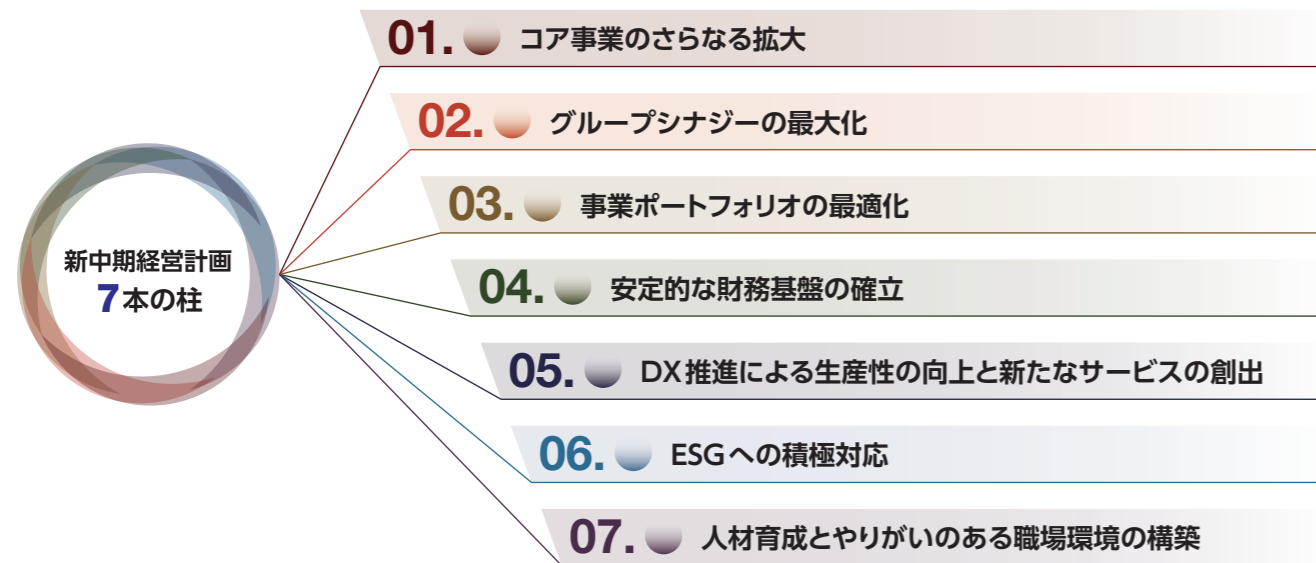 新中期経営計画
7本の柱
01. コア事業のさらなる拡大
02. グループシナジーの最大化
03. 事業ポートフォリオの最適化
04. 安定的な財務基盤の確立
05. DX推進による生産性の向上と新たなサービスの創出
06. ESGへの積極対応
07. 人材育成とやりがいのある職場環境の構築